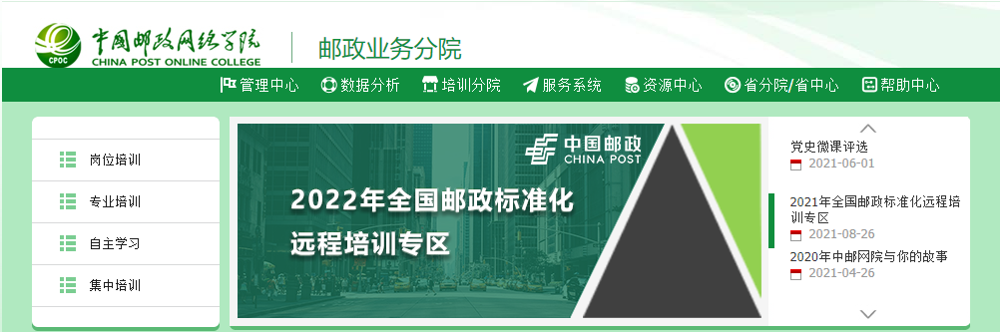 中国邮政网络学院
CHINA POST ONLINE COLLEGE
CPOC
邮政业务分院
管理中心
数据分析
培训分院
服务系统
资源中心
省分院/省中心
帮助中心
岗位培训
专业培训
自主学习
集中培训
中国邮政
CHINA POST
2022年全国邮政标准化
远程培训专区
党史微课评选
2021-06-01
2021年全国邮政标准化远程培
训专区
2021-08-26
2020年中邮网院与你的故事
2021-04-26